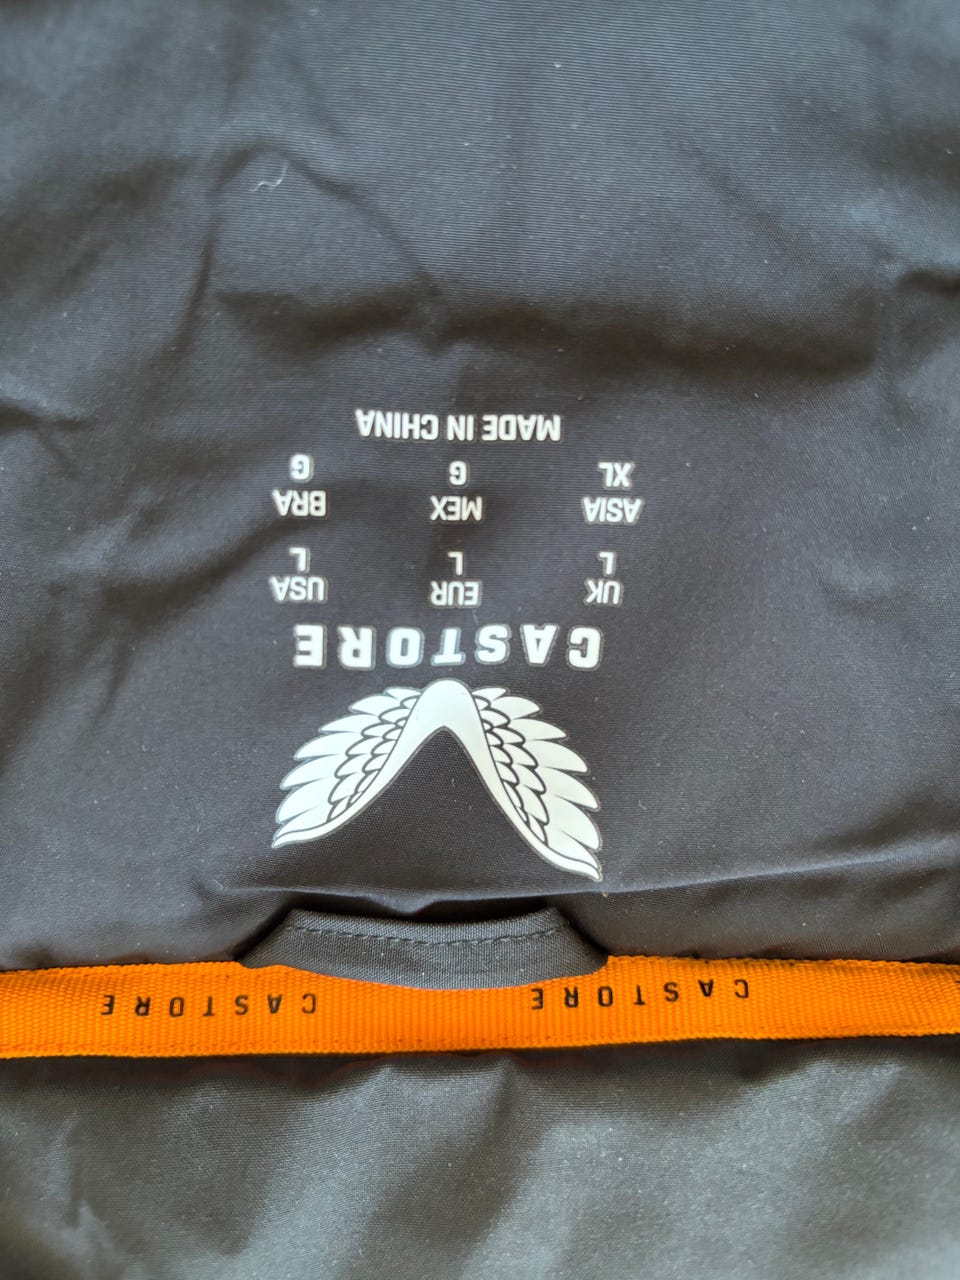 CASTORE
UK EUR USA
L L L
ASIA MEX BRA
XL G G
MADE IN CHINA
CASTORE CASTORE